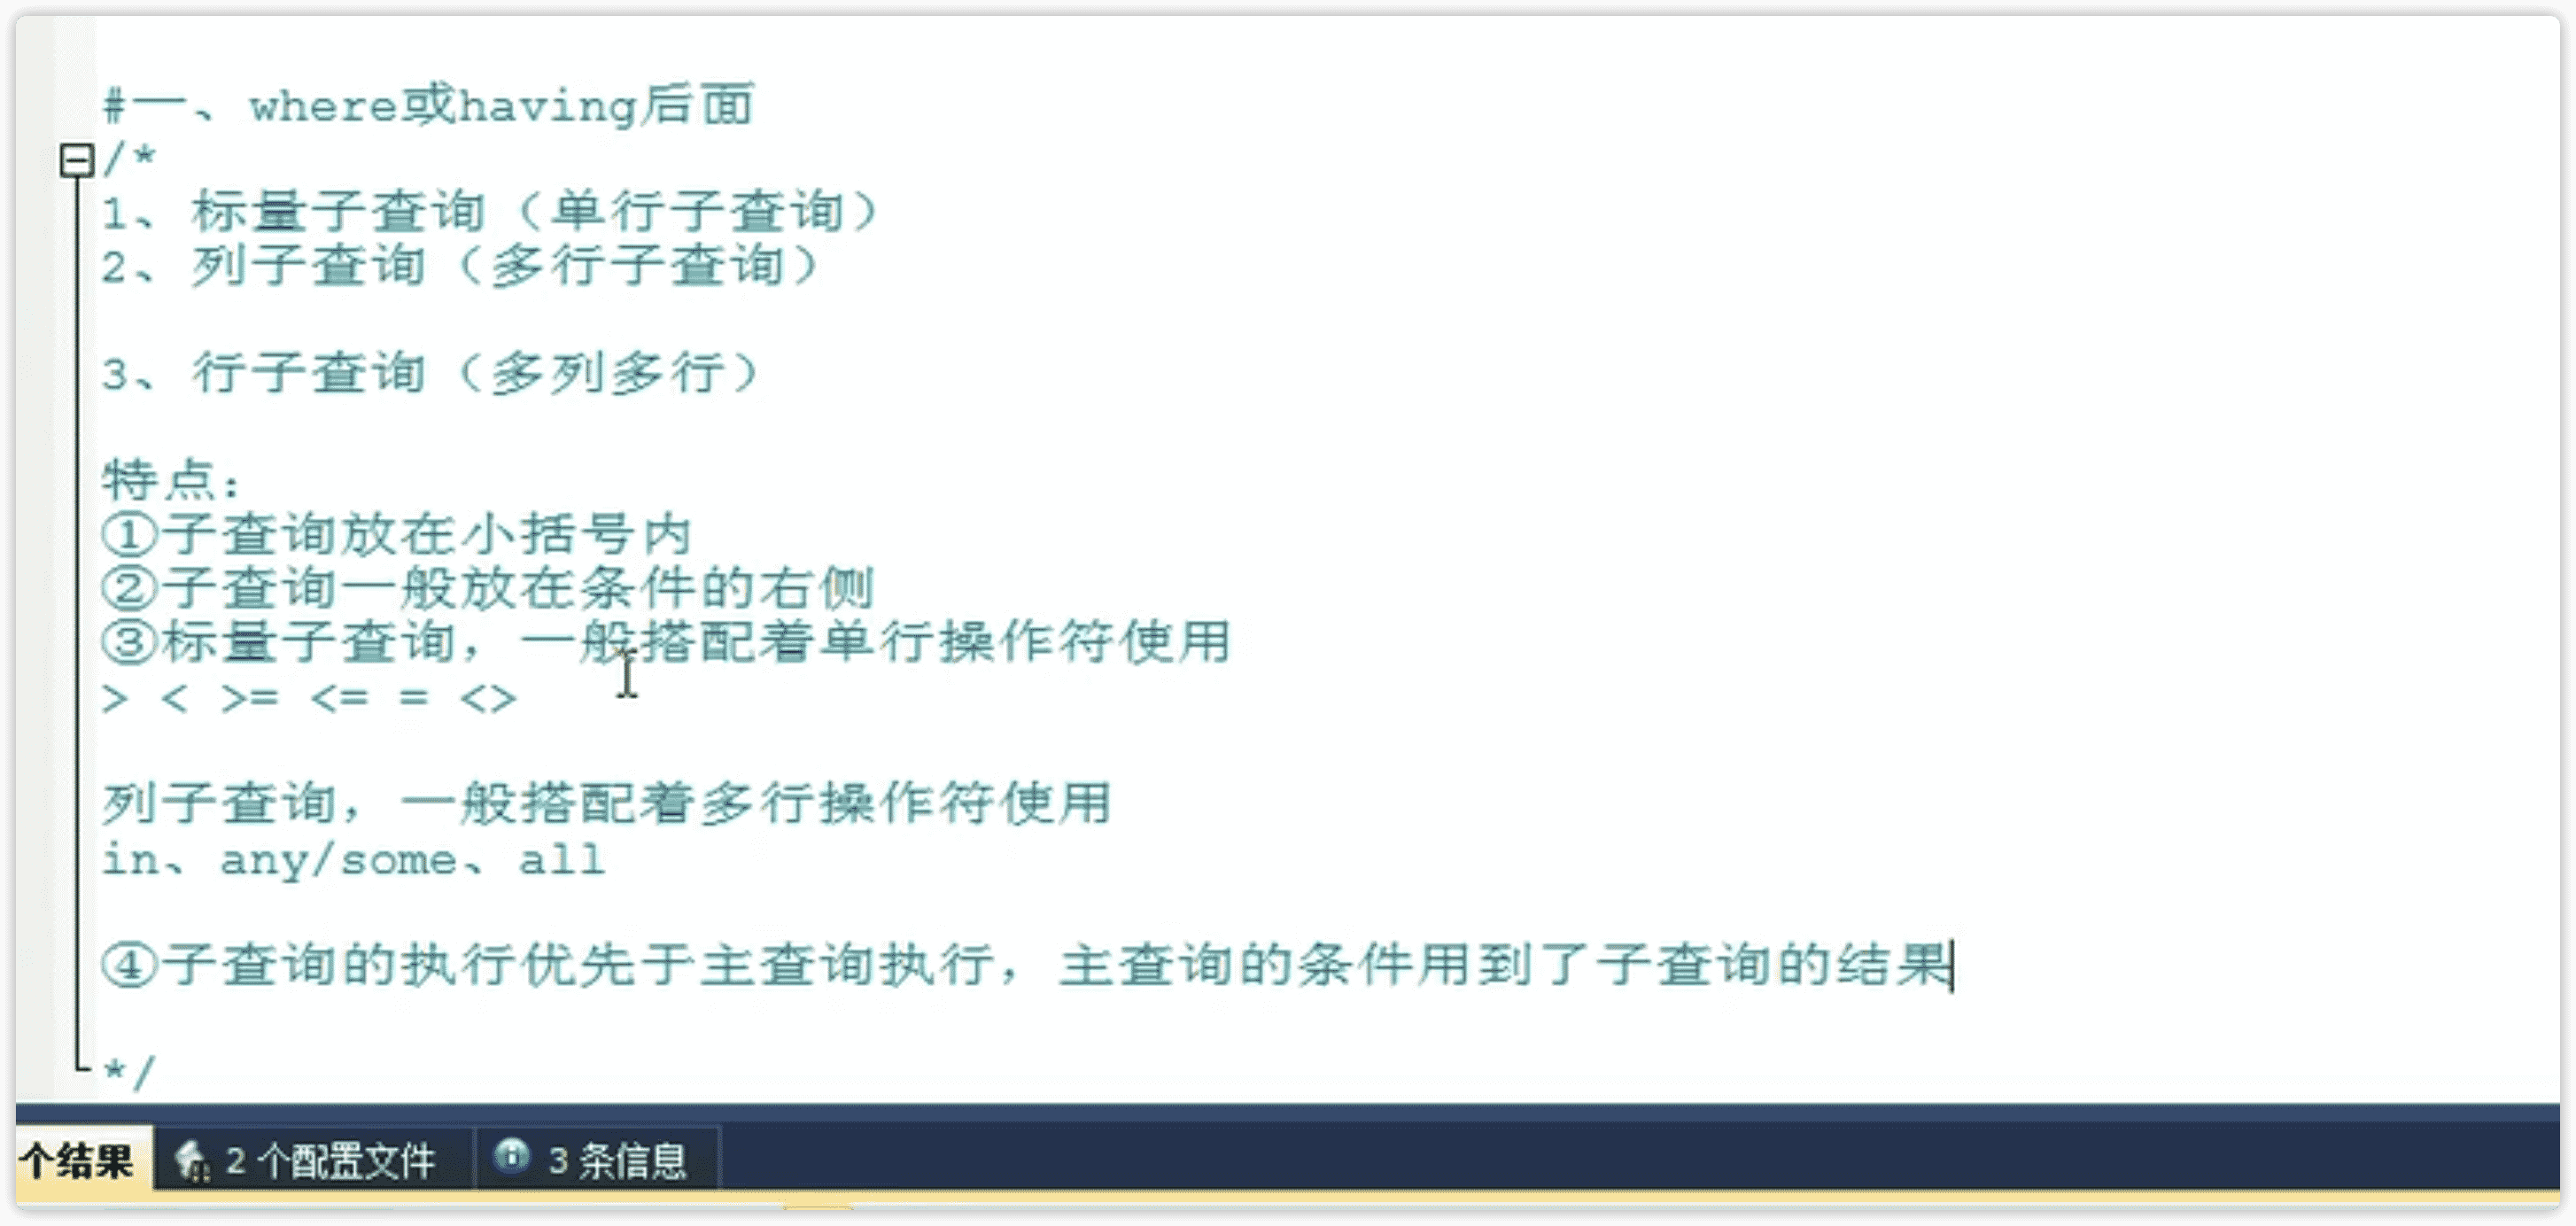 #一、where或having后面
/*
1、标量子查询（单行子查询）
2、列子查询（多行子查询）
3、行子查询（多列多行）
特点：
①子查询放在小括号内
②子查询一般放在条件的右侧
③标量子查询，一般搭配着单行操作符使用
> < >= <= = <>
列子查询，一般搭配着多行操作符使用
in、any/some、all
④子查询的执行优先于主查询执行，主查询的条件用到了子查询的结果
*/
个结果 2 个配置文件 3 条信息